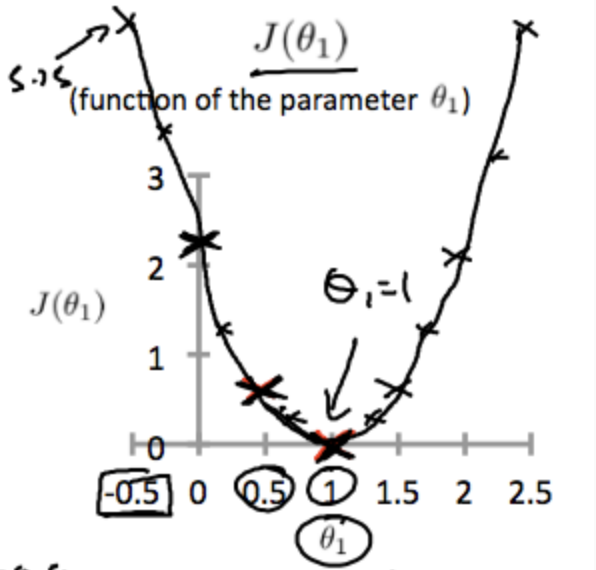 J(θ₁)
5.25
(function of the parameter θ₁)
3
2
J(θ₁)
θ₁=1
1
0
-0.5 0 0.5 1 1.5 2 2.5
θ₁